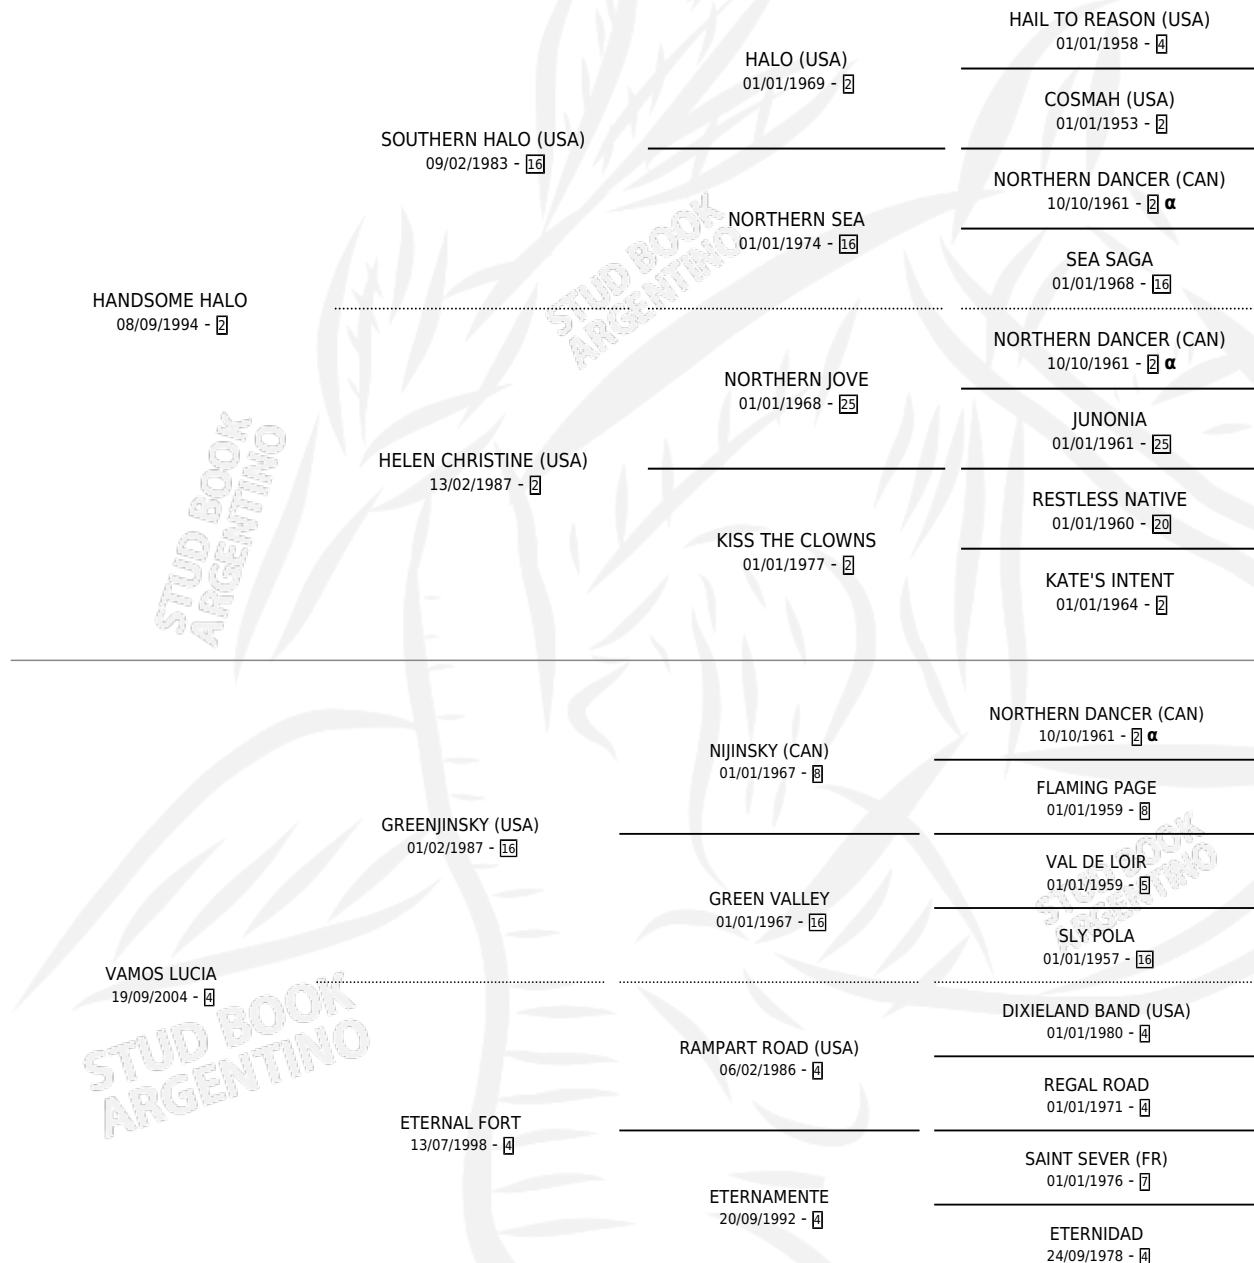 HAIL TO REASON (USA)
01/01/1958 - 4
HALO (USA)
01/01/1969 - 2
COSMAH (USA)
01/01/1953 - 2
SOUTHERN HALO (USA)
09/02/1983 - 16
NORTHERN DANCER (CAN)
10/10/1961 - 2 α
NORTHERN SEA
01/01/1974 - 16
SEA SAGA
01/01/1968 - 16
STUD BOOK
ARGENTINO
HANDSOME HALO
08/09/1994 - 2
NORTHERN DANCER (CAN)
10/10/1961 - 2 α
NORTHERN JOVE
01/01/1968 - 25
JUNONIA
01/01/1961 - 25
HELEN CHRISTINE (USA)
13/02/1987 - 2
RESTLESS NATIVE
01/01/1960 - 20
KISS THE CLOWNS
01/01/1977 - 2
KATE'S INTENT
01/01/1964 - 2
STUD BOOK
ARGENTINO
NORTHERN DANCER (CAN)
10/10/1961 - 2 α
NIJINSKY (CAN)
01/01/1967 - 8
FLAMING PAGE
01/01/1959 - 8
GREENJINSKY (USA)
01/02/1987 - 16
VAL DE LOIR
01/01/1959 - 5
STUD BOOK
ARGENTINO
GREEN VALLEY
01/01/1967 - 16
SLY POLA
01/01/1957 - 16
VAMOS LUCIA
19/09/2004 - 4
STUD BOOK
ARGENTINO
DIXIELAND BAND (USA)
01/01/1980 - 4
RAMPART ROAD (USA)
06/02/1986 - 4
REGAL ROAD
01/01/1971 - 4
ETERNAL FORT
13/07/1998 - 4
SAINT SEVER (FR)
01/01/1976 - 7
ETERNAMENTE
20/09/1992 - 4
ETERNIDAD
24/09/1978 - 4